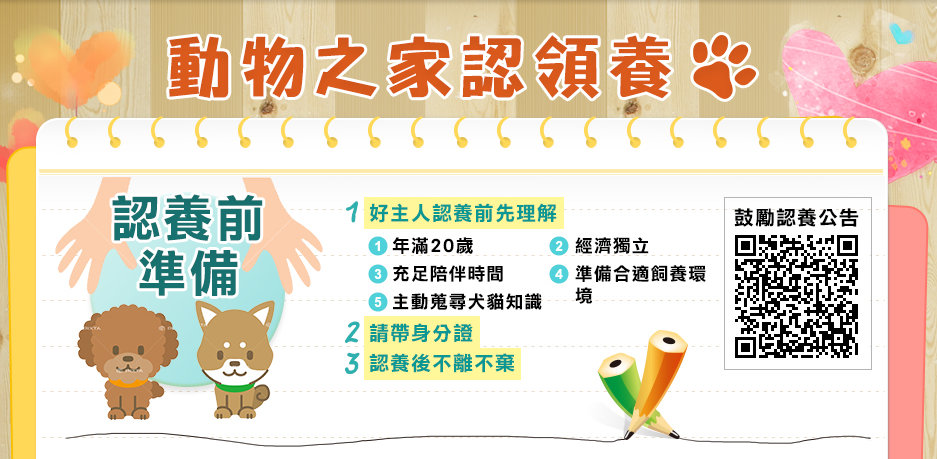 動物之家認領養
認養前
準備
1 好主人認養前先理解
1 年滿20歲
2 經濟獨立
3 充足陪伴時間
4 準備合適飼養環
境
5 主動蒐尋犬貓知識
2 請帶身分證
3 認養後不離不棄
鼓勵認養公告